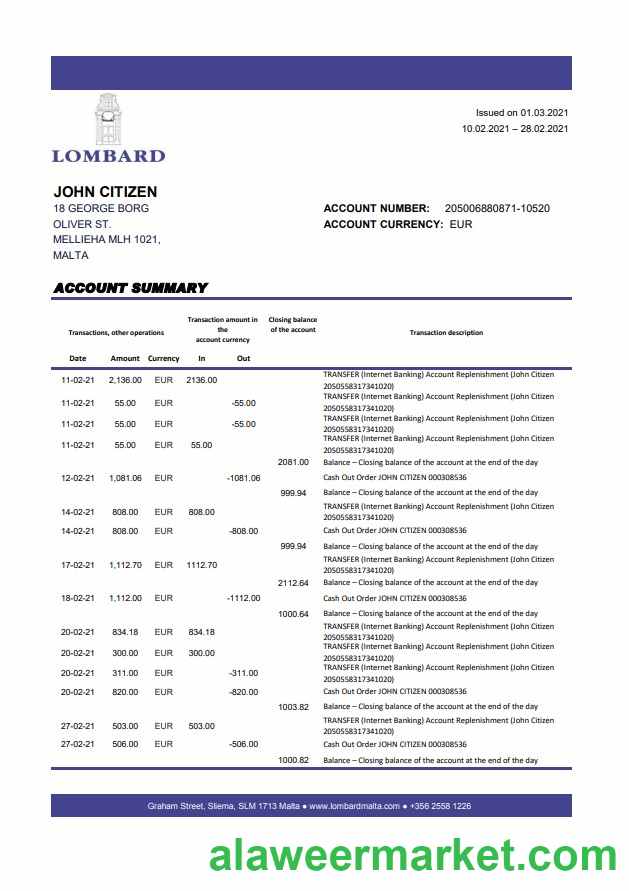 LOMBARD
Issued on 01.03.2021
10.02.2021 – 28.02.2021
JOHN CITIZEN
18 GEORGE BORG
OLIVER ST.
MELLIEHA MLH 1021,
MALTA
ACCOUNT NUMBER: 205006880871-10520
ACCOUNT CURRENCY: EUR
ACCOUNT SUMMARY
Transactions, other operations
Transaction amount in
the
account currency
Closing balance
of the account
Transaction description
Date Amount Currency In Out
11-02-21 2,136.00 EUR 2136.00 TRANSFER (Internet Banking) Account Replenishment (John Citizen
2050558317341020)
11-02-21 55.00 EUR -55.00 TRANSFER (Internet Banking) Account Replenishment (John Citizen
2050558317341020)
11-02-21 55.00 EUR -55.00 TRANSFER (Internet Banking) Account Replenishment (John Citizen
2050558317341020)
11-02-21 55.00 EUR 55.00 TRANSFER (Internet Banking) Account Replenishment (John Citizen
2050558317341020)
2081.00 Balance – Closing balance of the account at the end of the day
12-02-21 1,081.06 EUR -1081.06 Cash Out Order JOHN CITIZEN 000308536
999.94 Balance – Closing balance of the account at the end of the day
14-02-21 808.00 EUR 808.00 TRANSFER (Internet Banking) Account Replenishment (John Citizen
2050558317341020)
14-02-21 808.00 EUR -808.00 Cash Out Order JOHN CITIZEN 000308536
999.94 Balance – Closing balance of the account at the end of the day
17-02-21 1,112.70 EUR 1112.70 TRANSFER (Internet Banking) Account Replenishment (John Citizen
2050558317341020)
2112.64 Balance – Closing balance of the account at the end of the day
18-02-21 1,112.00 EUR -1112.00 Cash Out Order JOHN CITIZEN 000308536
1000.64 Balance – Closing balance of the account at the end of the day
20-02-21 834.18 EUR 834.18 TRANSFER (Internet Banking) Account Replenishment (John Citizen
2050558317341020)
20-02-21 300.00 EUR 300.00 TRANSFER (Internet Banking) Account Replenishment (John Citizen
2050558317341020)
20-02-21 311.00 EUR -311.00 TRANSFER (Internet Banking) Account Replenishment (John Citizen
2050558317341020)
20-02-21 820.00 EUR -820.00 Cash Out Order JOHN CITIZEN 000308536
1003.82 Balance – Closing balance of the account at the end of the day
27-02-21 503.00 EUR 503.00 TRANSFER (Internet Banking) Account Replenishment (John Citizen
2050558317341020)
27-02-21 506.00 EUR -506.00 Cash Out Order JOHN CITIZEN 000308536
1000.82 Balance – Closing balance of the account at the end of the day
Graham Street, Sliema, SLM 1713 Malta ● www.lombardmalta.com ● +356 2558 1226
alaweermarket.com